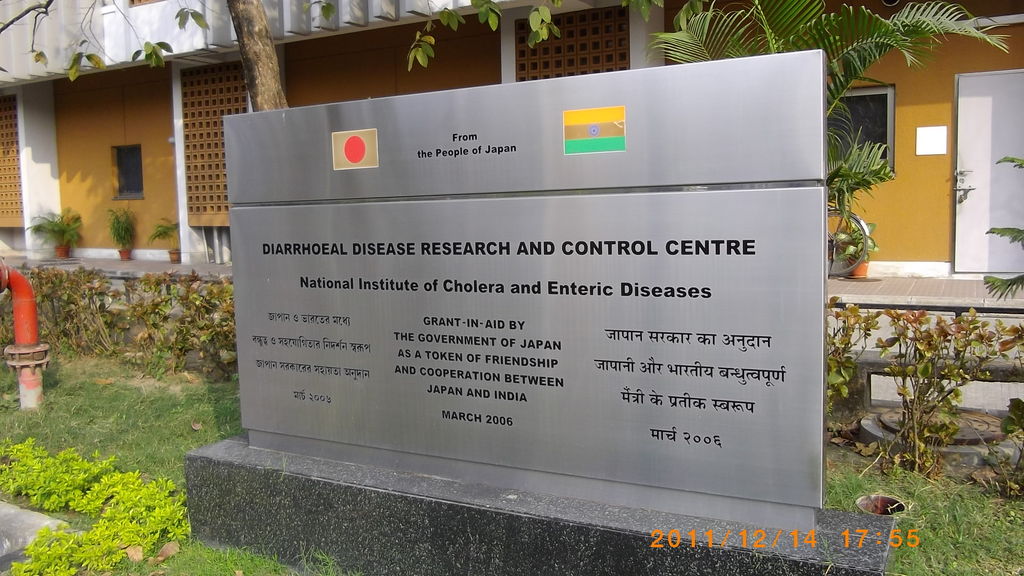 From
the People of Japan
DIARRHOEAL DISEASE RESEARCH AND CONTROL CENTRE
National Institute of Cholera and Enteric Diseases
জাপান ও ভারতের মধ্যে
বন্ধুত্ব ও সহযোগিতার নিদর্শন স্বরূপ
জাপান সরকারের সহায়তা অনুদান
মার্চ ২০০৬
GRANT-IN-AID BY
THE GOVERNMENT OF JAPAN
AS A TOKEN OF FRIENDSHIP
AND COOPERATION BETWEEN
JAPAN AND INDIA
MARCH 2006
जापान सरकार का अनुदान
जापानी और भारतीय बन्धुत्वपूर्ण
मैंत्री के प्रतीक स्वरूप
मार्च २००६
2011/12/14 17:55